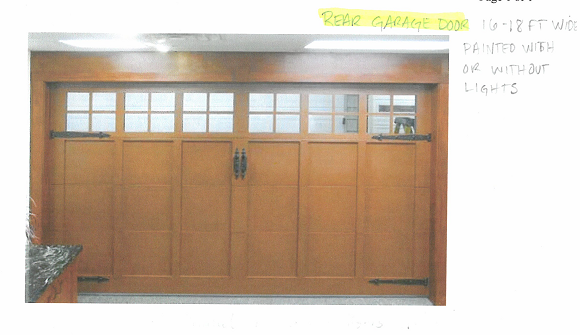 REAR GARAGE DOOR 16-18 FT WIDE
PAINTED WITH
OR WITHOUT
LIGHTS